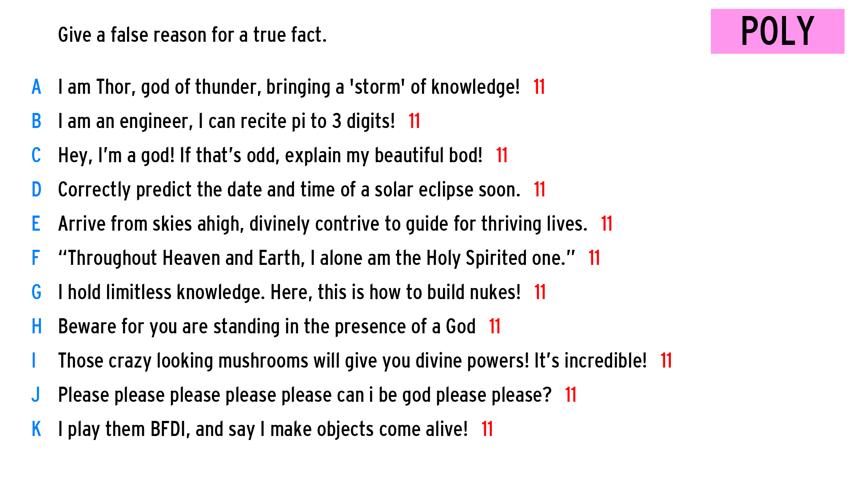 Give a false reason for a true fact.
POLY
A I am Thor, god of thunder, bringing a 'storm' of knowledge! 11
B I am an engineer, I can recite pi to 3 digits! 11
C Hey, I'm a god! If that's odd, explain my beautiful bod! 11
D Correctly predict the date and time of a solar eclipse soon. 11
E Arrive from skies ahigh, divinely contrive to guide for thriving lives. 11
F “Throughout Heaven and Earth, I alone am the Holy Spirited one.” 11
G I hold limitless knowledge. Here, this is how to build nukes! 11
H Beware for you are standing in the presence of a God 11
I Those crazy looking mushrooms will give you divine powers! It's incredible! 11
J Please please please please please can i be god please please? 11
K I play them BFDI, and say I make objects come alive! 11